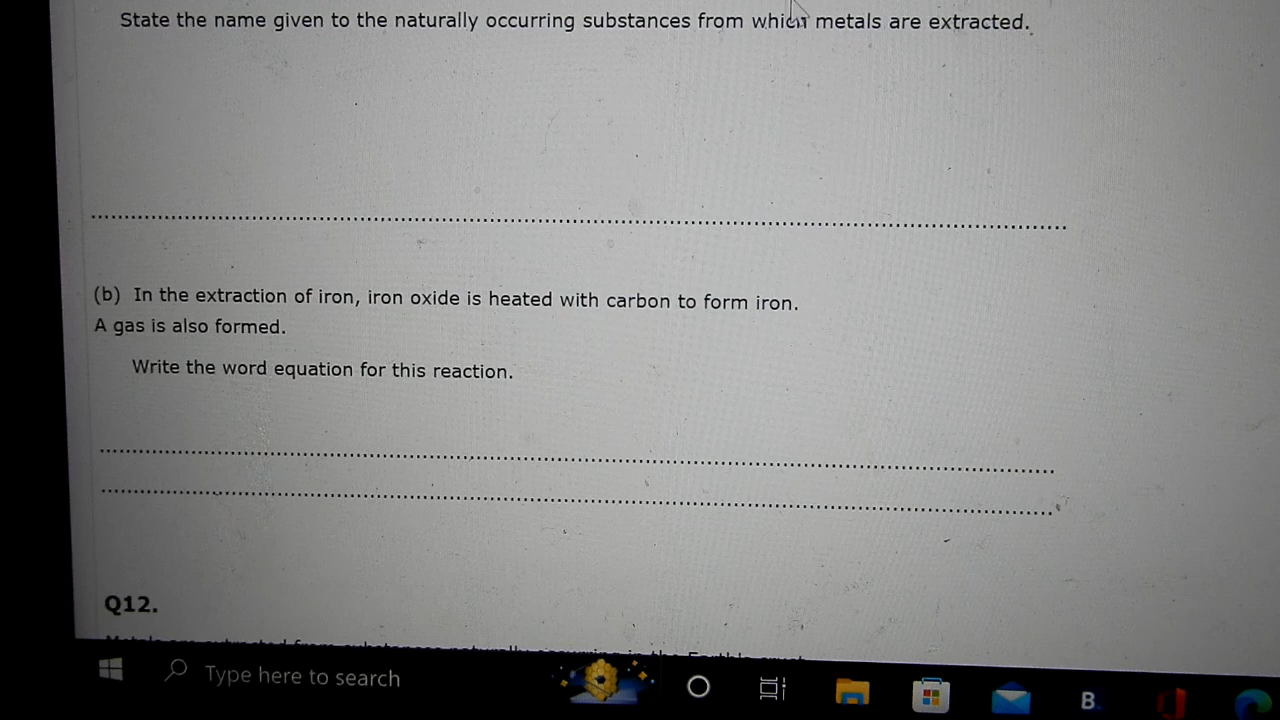 State the name given to the naturally occurring substances from which metals are extracted.
(b) In the extraction of iron, iron oxide is heated with carbon to form iron.
A gas is also formed.
Write the word equation for this reaction.
Q12.
Type here to search
B.